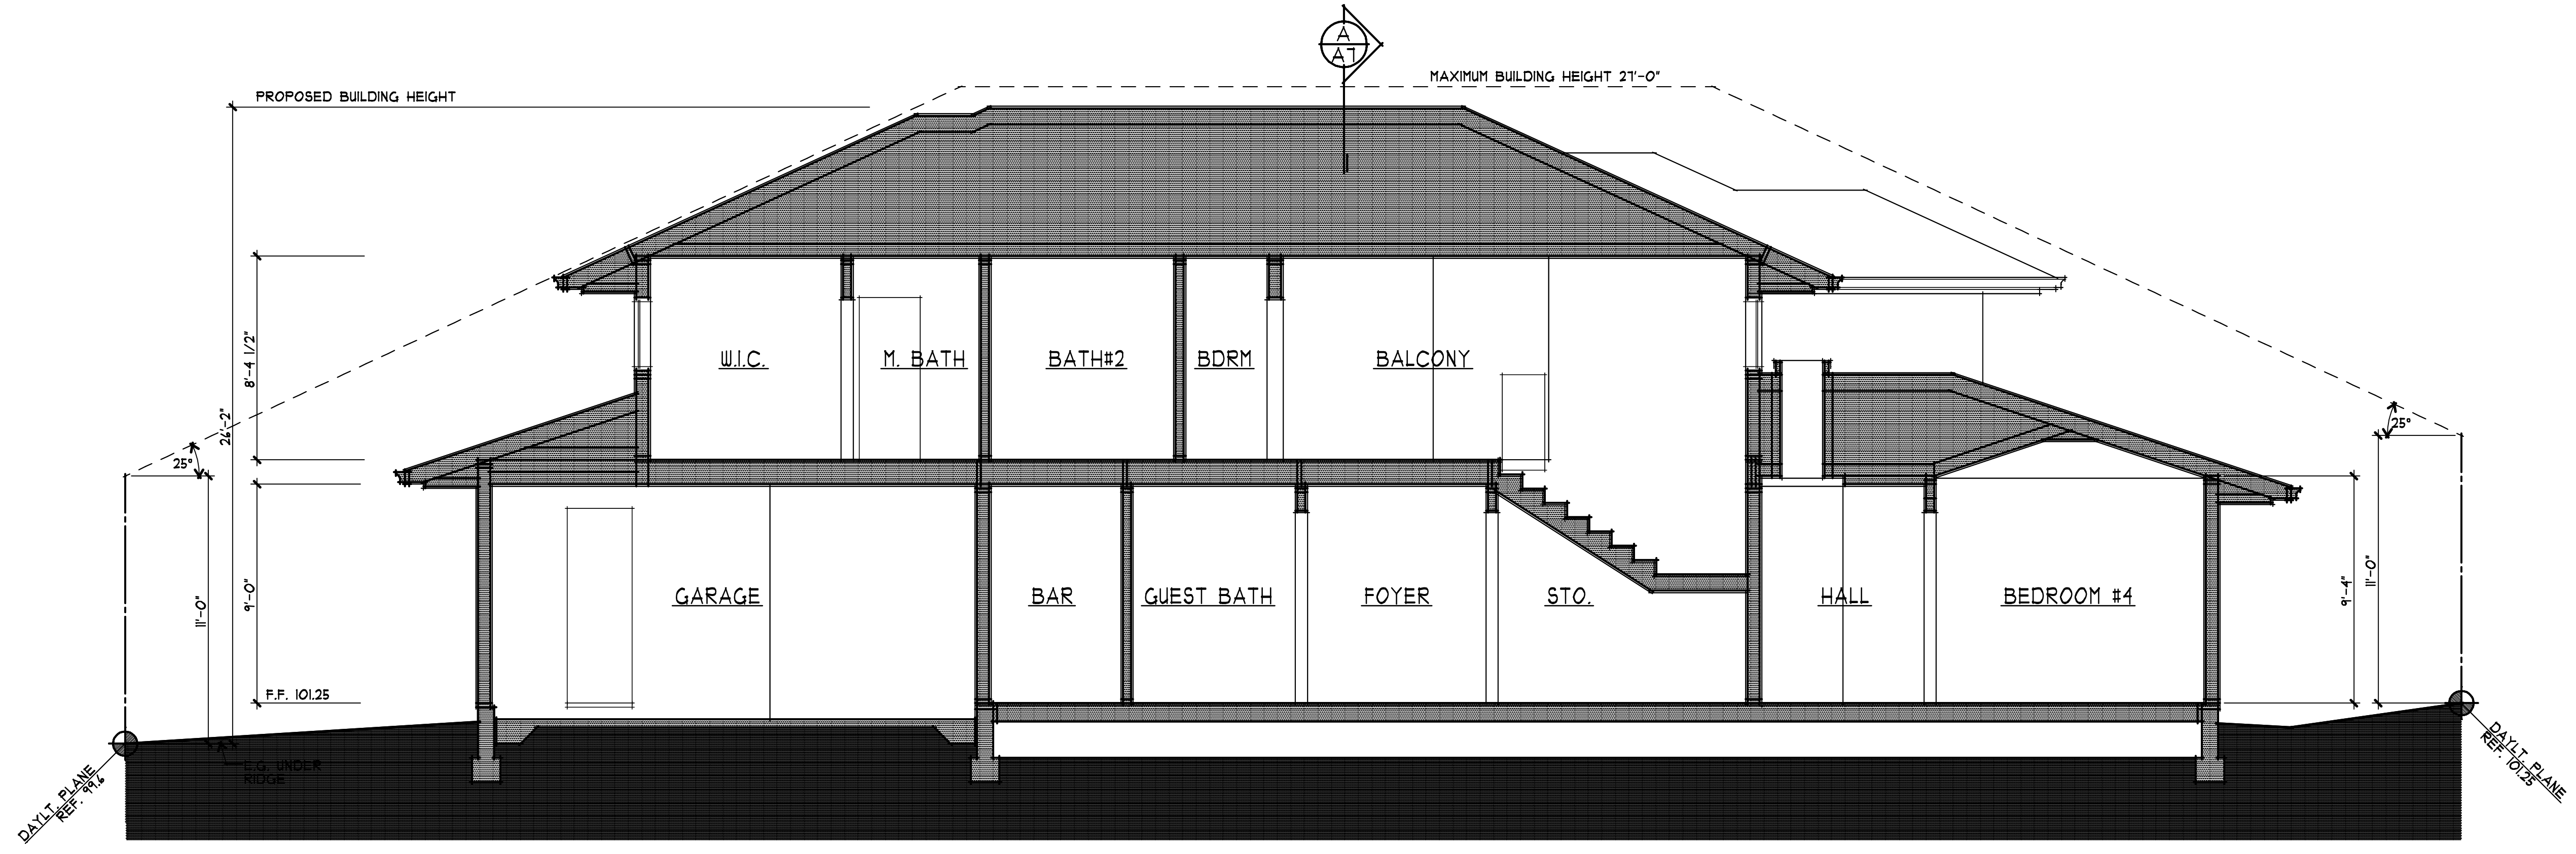 A
A7
MAXIMUM BUILDING HEIGHT 27'-0"
PROPOSED BUILDING HEIGHT
8'-4 1/2"
26'-2"
25°
25°
W.I.C.
M. BATH
BATH#2
BDRM
BALCONY
11'-0"
9'-0"
GARAGE
BAR
GUEST BATH
FOYER
STO.
HALL
BEDROOM #4
9'-4"
11'-0"
F.F. 101.25
E.G. UNDER
RIDGE
DAYLT. PLANE
REF. 99.6
DAYLT. PLANE
REF. 101.25